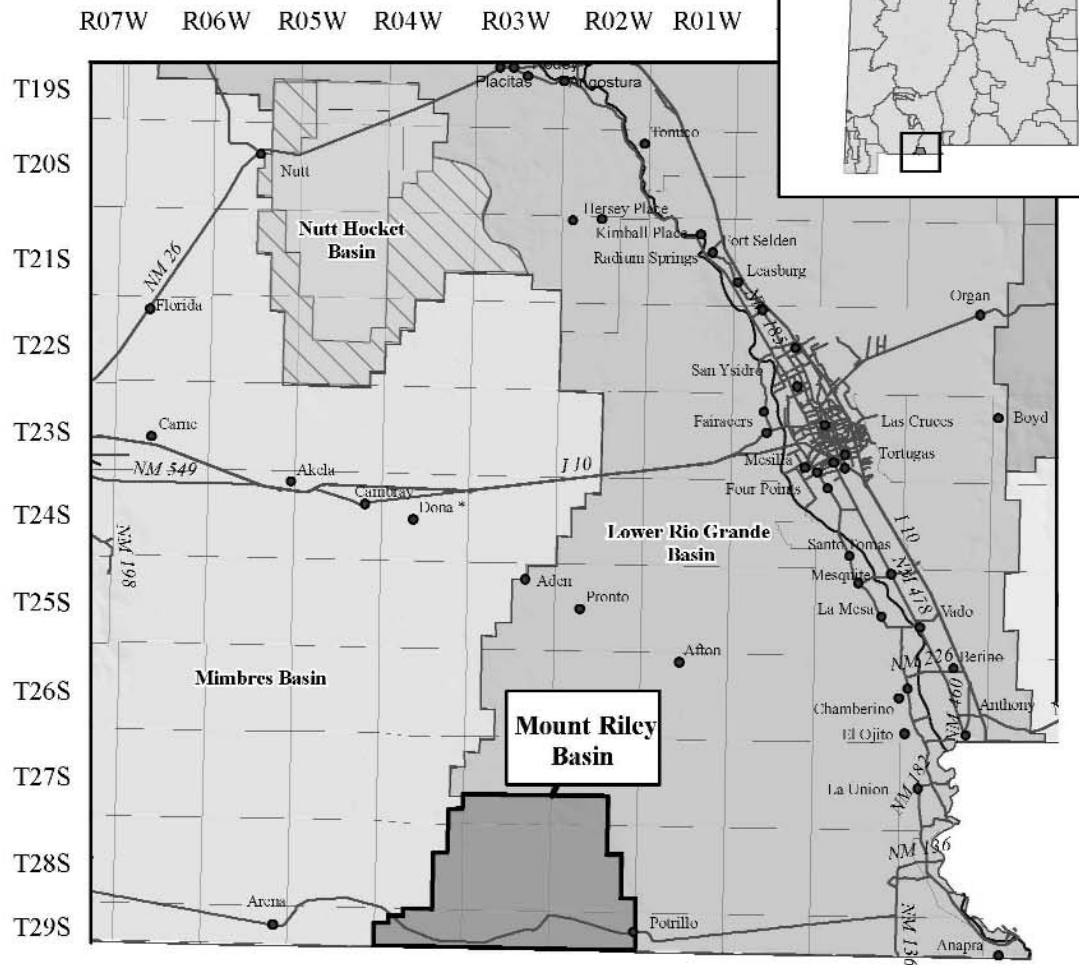 R07W R06W R05W R04W R03W R02W R01W
T19S
T20S
T21S
T22S
T23S
T24S
T25S
T26S
T27S
T28S
T29S
Placitas
Angostura
Tonuco
Nutt
Hersey Place
Kimball Place
Fort Selden
Radium Springs
Leasburg
Nutt Hocket
Basin
NM 26
Florida
NM 185
Organ
San Ysidro
Fairacres
Las Cruces
Boyd
Carne
NM 549
Akela
I 10
Mesilla
Tortugas
Cambray
Dona *
Four Points
NM 198
Lower Rio Grande
Basin
I 10
Santo Tomas
Aden
Mesquite
NM 478
Pronto
La Mesa
Vado
Afton
NM 226
Berino
Mimbres Basin
Chamberino
NM 460
Anthony
El Ojito
Mount Riley
Basin
La Union
NM 182
NM 136
Arena
Potrillo
NM 136
Anapra